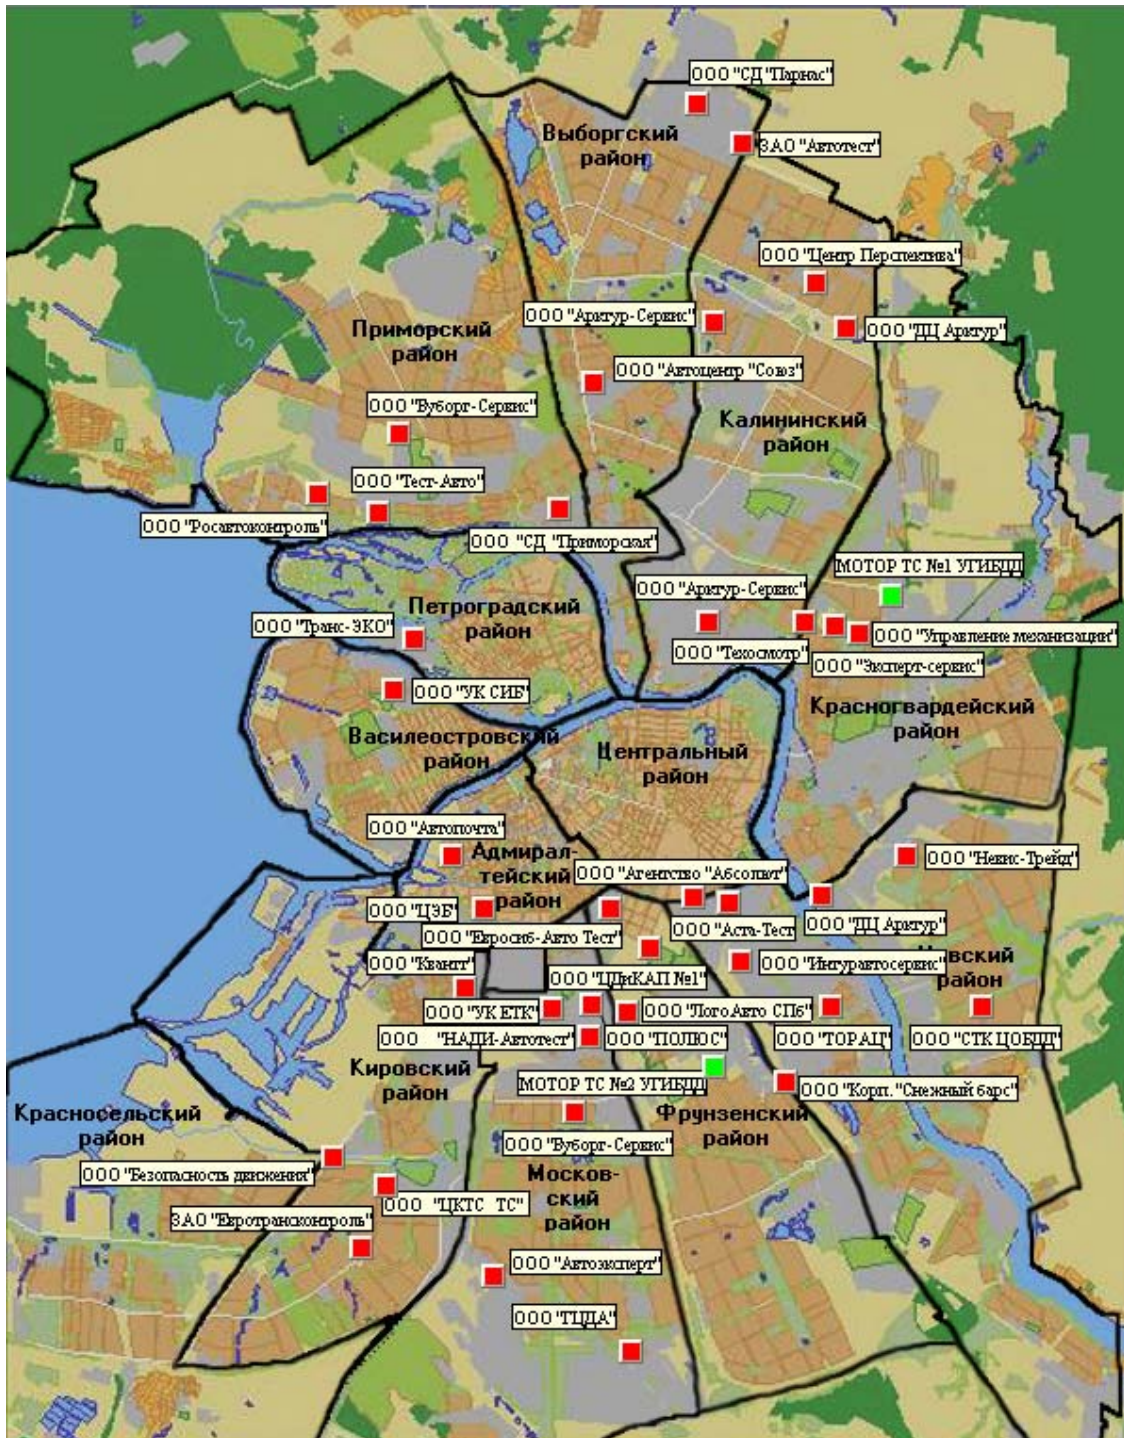 ООО "СД "Парнас"
Выборгский
район
ЗАО "Автотест"
ООО "Центр Перспектива"
ООО "Арктур-Сервис"
Приморский
район
ООО "ДЦ Арктур"
ООО "Автоцентр "Союз"
ООО "Вуборг-Сервис"
Калининский
район
ООО "Тест-Авто"
ООО "Росавтоконтроль"
ООО "СД "Приморская"
МОТОР ТС №1 УГИБДД
ООО "Арктур-Сервис"
Петроградский
район
ООО "Транс-ЭКО"
ООО "Управление механизации"
ООО "Техосмотр"
ООО "Эксперт-сервис"
ООО "УК СИБ"
Красногвардейский
район
Василеостровский
район
Центральный
район
ООО "Автопочта"
Адмирал-
тейский
район
ООО "Невис-Трейд"
ООО "Агентство "Абсолют"
ООО "ЦЭБ"
ООО "Аста-Тест
ООО "ДЦ Арктур"
ООО "Евросиб-Авто Тест"
Невский
район
ООО "Квант"
ООО "Интуравтосервис"
ООО "ЦДиКАП №1"
ООО "УК ЕТК"
ООО "ЛогоАвто СПб"
ООО "НАДИ-Автотест"
ООО "ПОЛЮС"
ООО "ТОРАЦ"
ООО "СТК ЦОБДД"
Кировский
район
МОТОР ТС №2 УГИБДД
ООО "Корп. "Снежный барс"
Красносельский
район
Фрунзенский
район
ООО "Вуборг-Сервис"
ООО "Безопасность движения"
Москов-
ский
район
ООО "ЦКТС ТС"
ЗАО "Евротрансконтроль"
ООО "Автоэксперт"
ООО "ТЦДА"